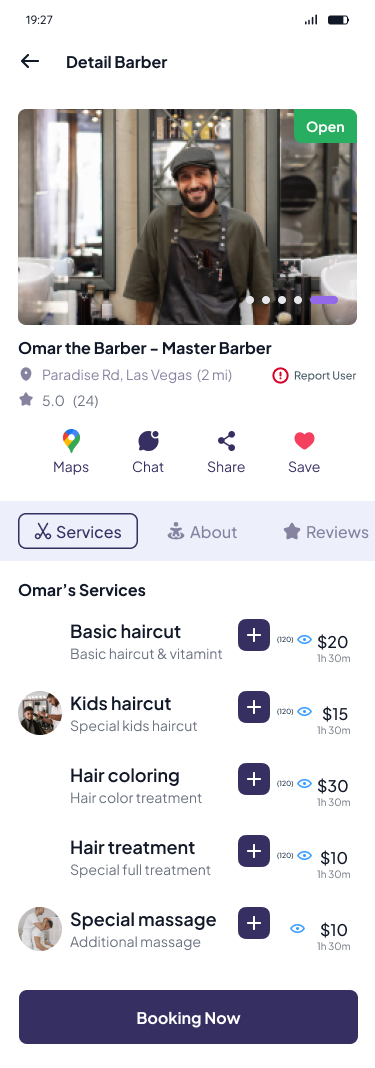 19:27
Detail Barber
Open
Omar the Barber - Master Barber
Paradise Rd, Las Vegas (2 mi)
Report User
5.0 (24)
Maps Chat Share Save
Services About Reviews
Omar's Services
Basic haircut
Basic haircut & vitamint
(120) $20
1h 30m
Kids haircut
Special kids haircut
(120) $15
1h 30m
Hair coloring
Hair color treatment
(120) $30
1h 30m
Hair treatment
Special full treatment
(120) $10
1h 30m
Special massage
Additional massage
$10
1h 30m
Booking Now